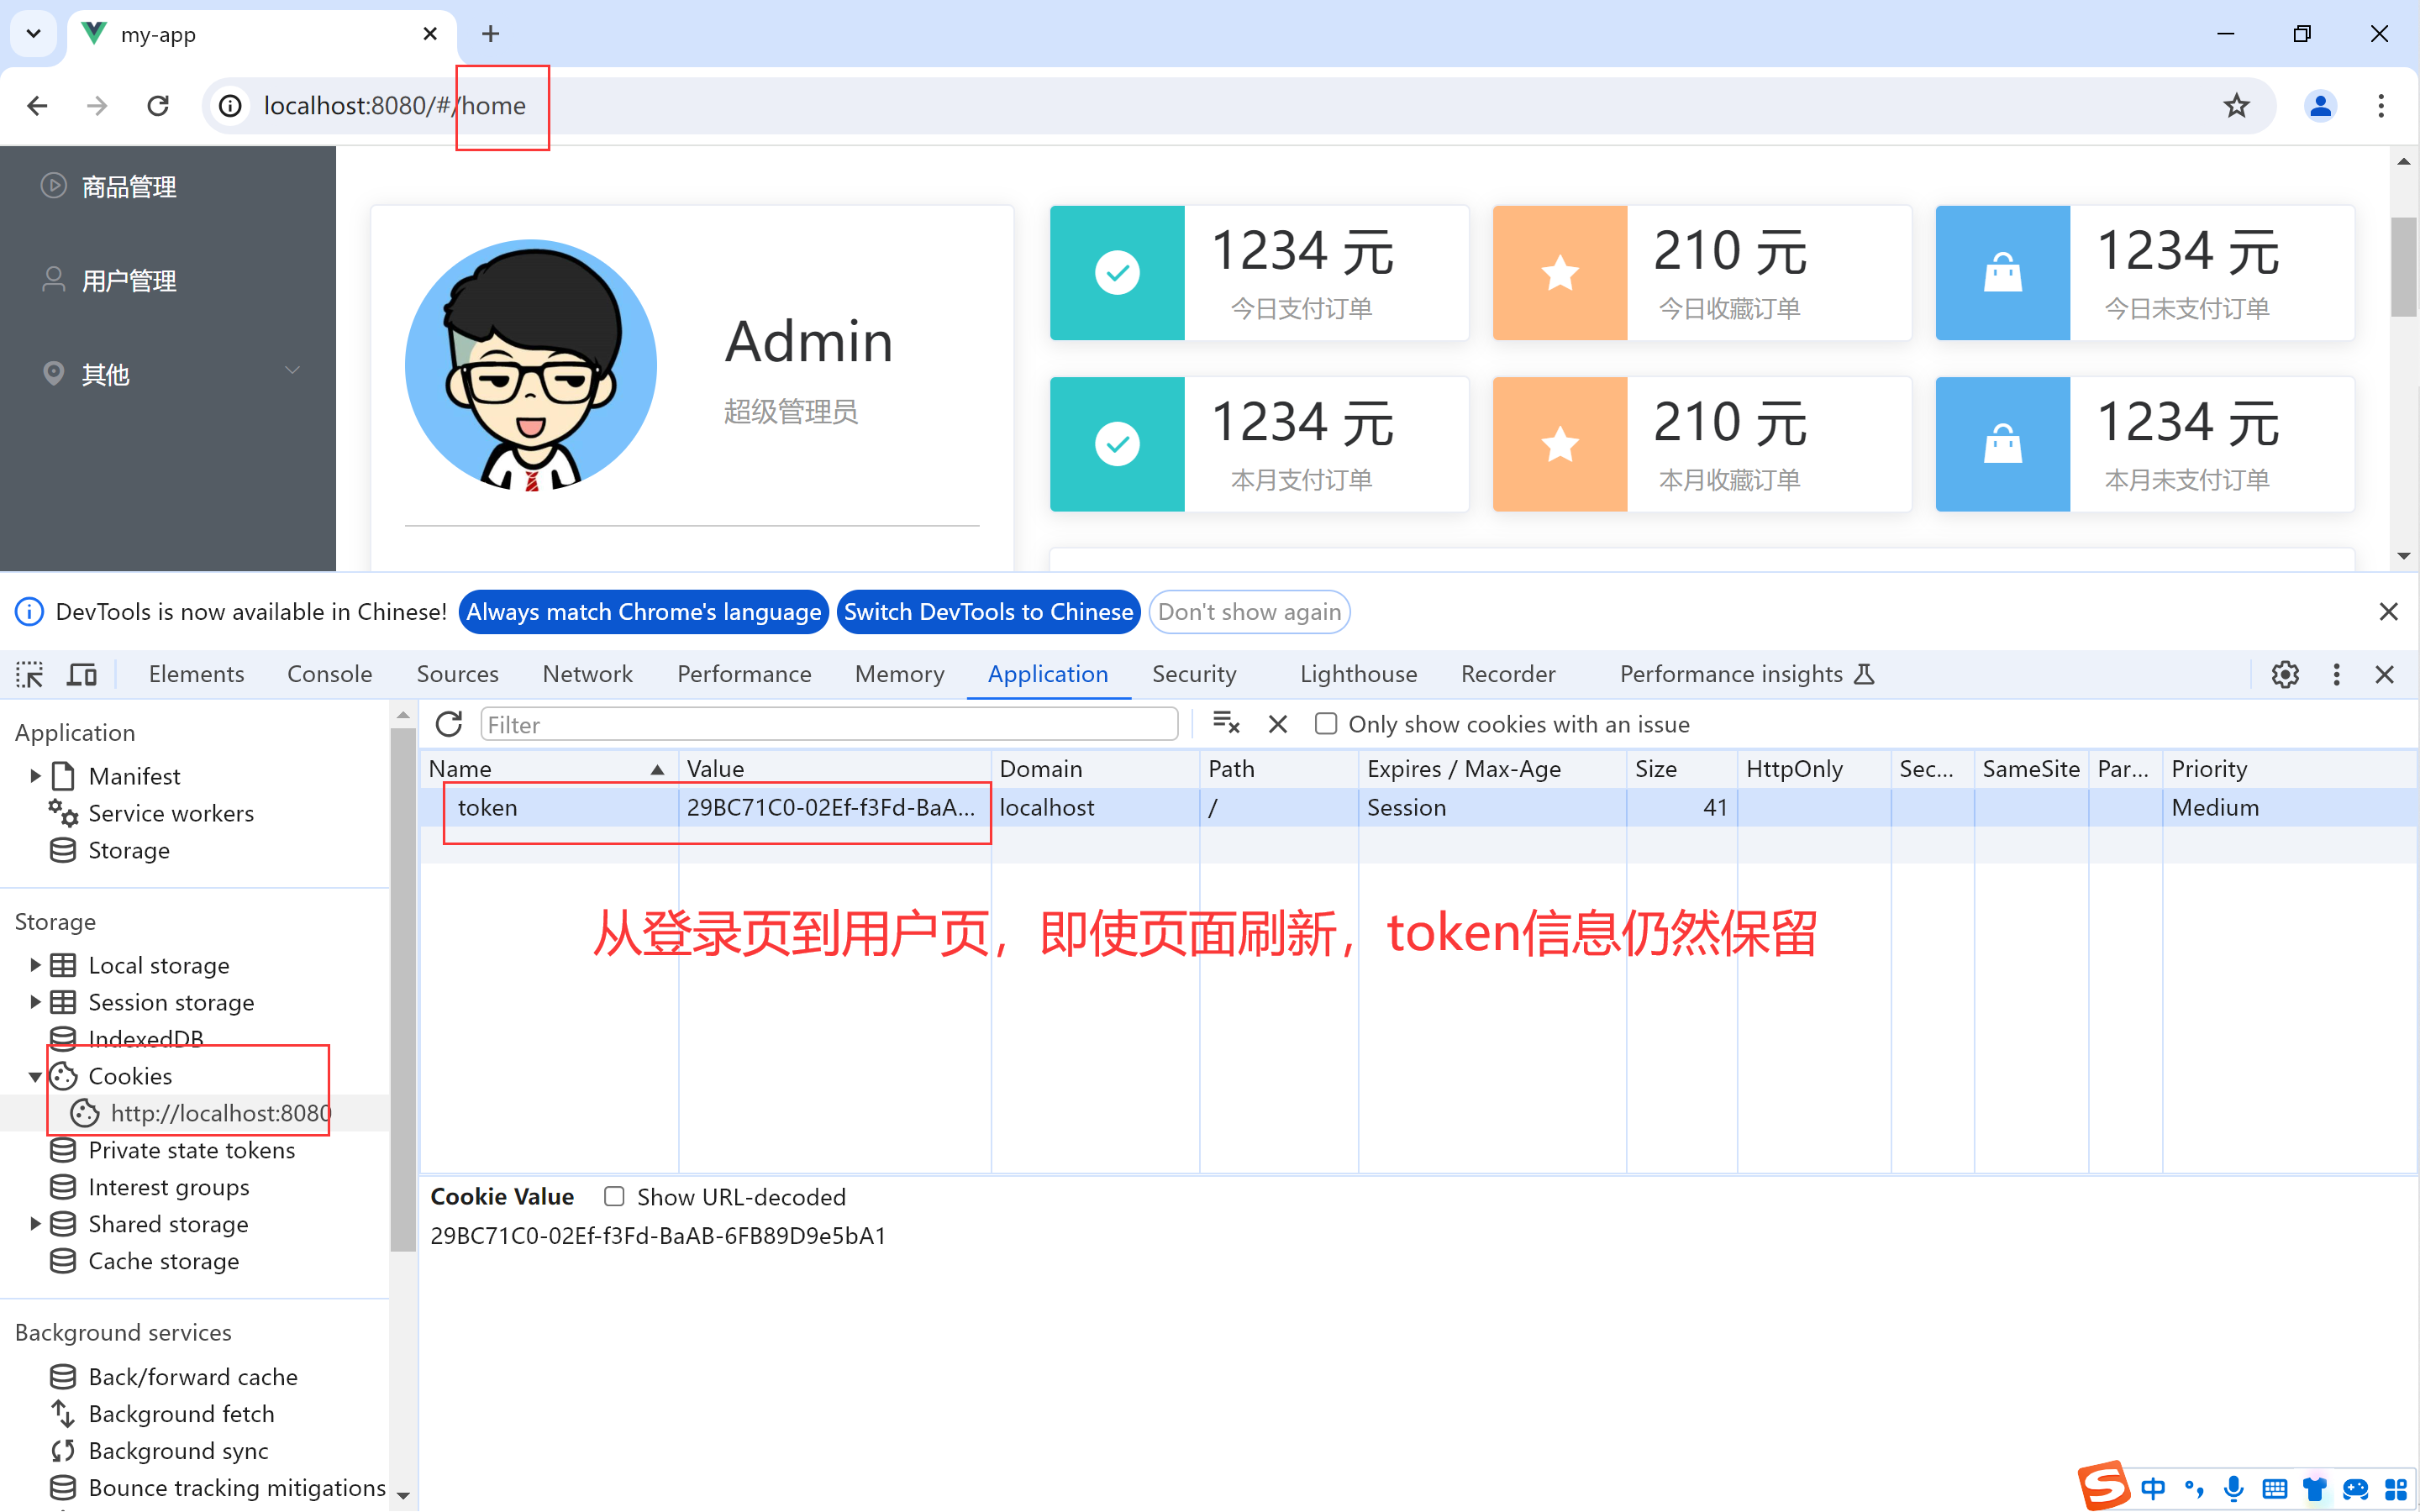 my-app
localhost:8080/#/home
商品管理
用户管理
其他
Admin
超级管理员
1234 元
今日支付订单
210 元
今日收藏订单
1234 元
今日未支付订单
1234 元
本月支付订单
210 元
本月收藏订单
1234 元
本月未支付订单
DevTools is now available in Chinese! Always match Chrome's language Switch DevTools to Chinese Don't show again
Elements Console Sources Network Performance Memory Application Security Lighthouse Recorder Performance insights
Application
Manifest
Service workers
Storage
Storage
Local storage
Session storage
IndexedDB
Cookies
http://localhost:8080
Private state tokens
Interest groups
Shared storage
Cache storage
Background services
Back/forward cache
Background fetch
Background sync
Bounce tracking mitigations
Filter
Only show cookies with an issue
Name Value Domain Path Expires / Max-Age Size HttpOnly Sec... SameSite Par... Priority
token 29BC71C0-02Ef-f3Fd-BaA... localhost / Session 41 Medium
从登录页到用户页，即使页面刷新，token信息仍然保留
Cookie Value Show URL-decoded
29BC71C0-02Ef-f3Fd-BaAB-6FB89D9e5bA1
中